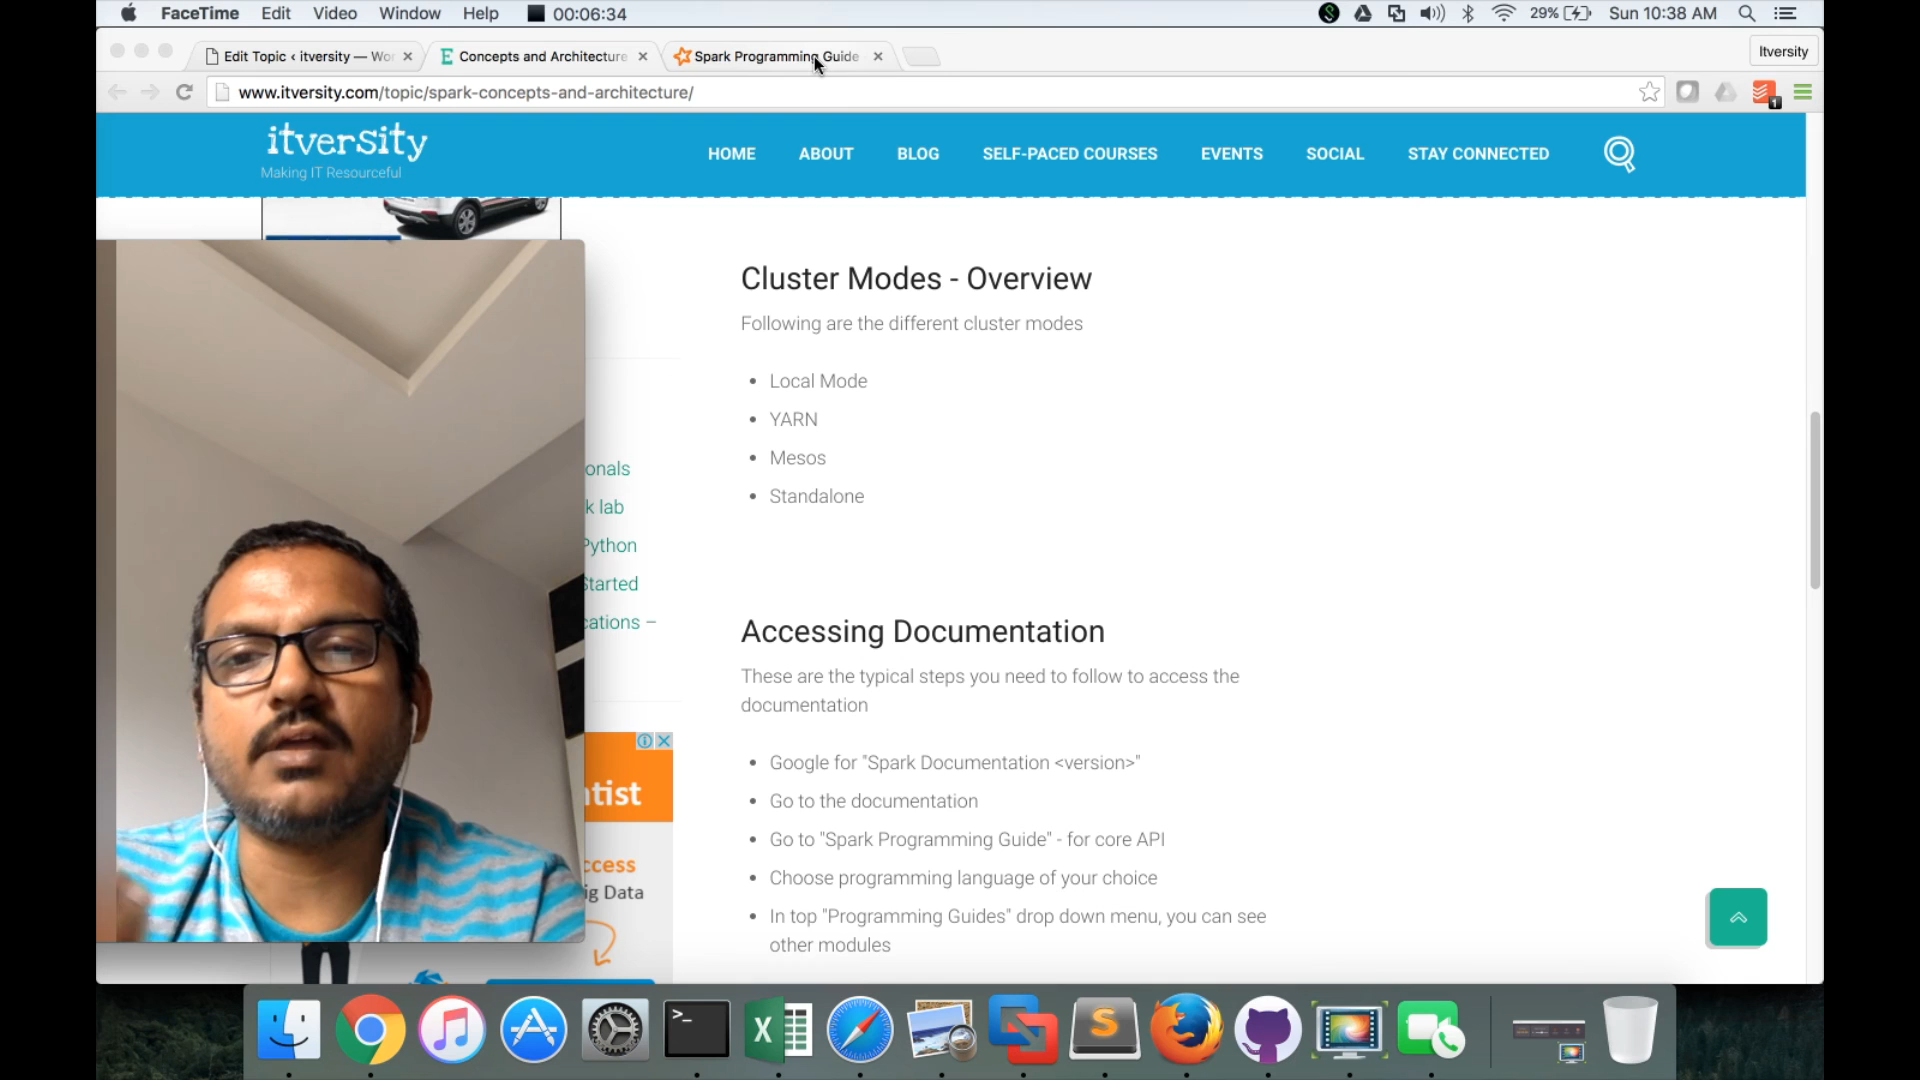 FaceTime Edit Video Window Help 00:06:34 29% Sun 10:38 AM
Edit Topic ‹ itversity — Wo
Concepts and Architecture
Spark Programming Guide
Itversity
www.itversity.com/topic/spark-concepts-and-architecture/
1
itversity
Making IT Resourceful
HOME ABOUT BLOG SELF-PACED COURSES EVENTS SOCIAL STAY CONNECTED
Cluster Modes - Overview
Following are the different cluster modes
• Local Mode
• YARN
• Mesos
• Standalone
onals
k lab
Python
Started
cations –
Accessing Documentation
These are the typical steps you need to follow to access the
documentation
• Google for "Spark Documentation <version>"
• Go to the documentation
• Go to "Spark Programming Guide" - for core API
• Choose programming language of your choice
• In top "Programming Guides" drop down menu, you can see
other modules
ntist
ccess
ig Data